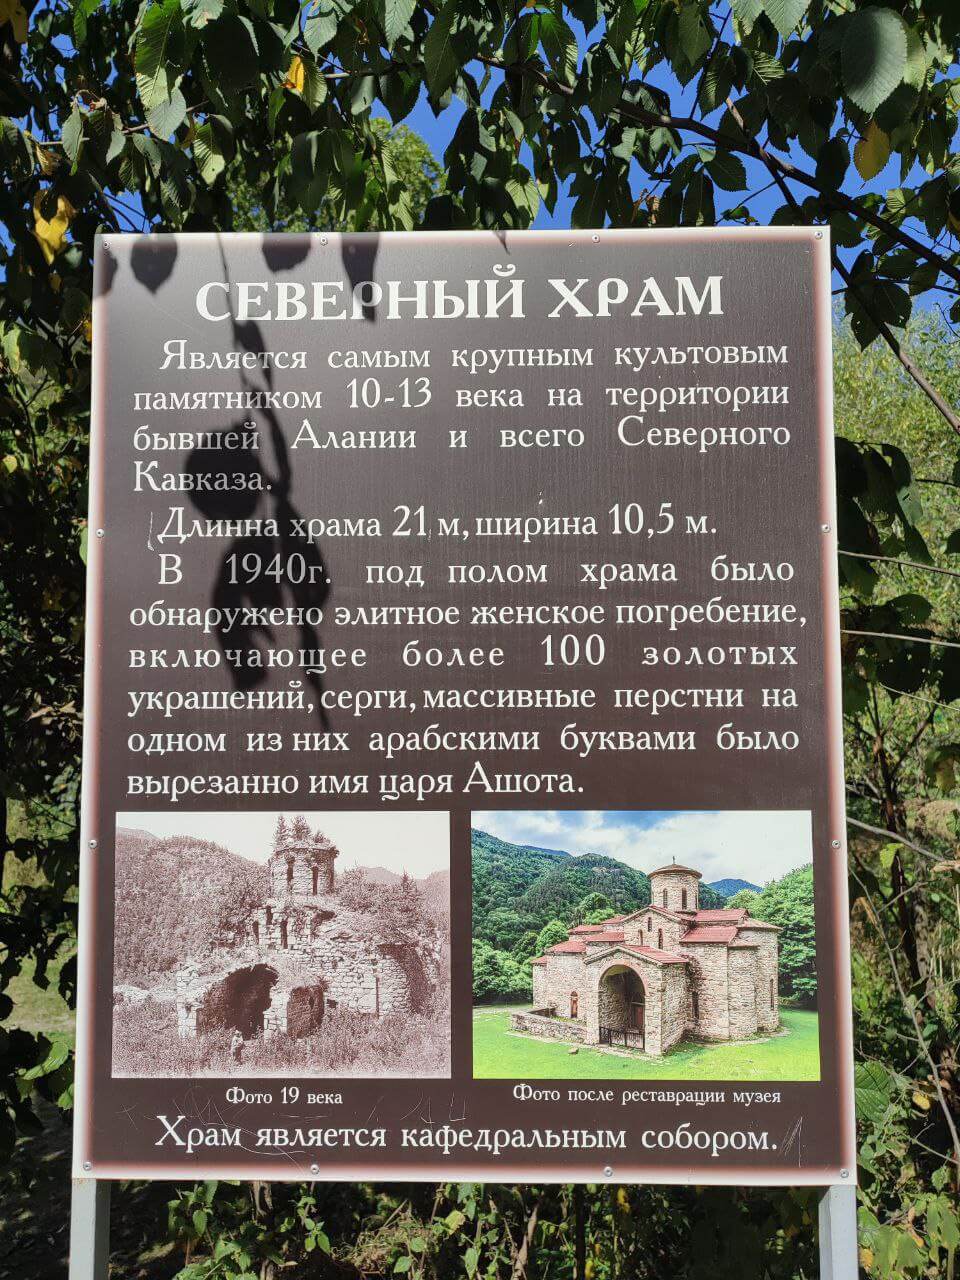 СЕВЕРНЫЙ ХРАМ
Является самым крупным культовым
памятником 10-13 века на территории
бывшей Алании и всего Северного
Кавказа.
Длинна храма 21 м, ширина 10,5 м.
В 1940г. под полом храма было
обнаружено элитное женское погребение,
включающее более 100 золотых
украшений, серги, массивные перстни на
одном из них арабскими буквами было
вырезанно имя царя Ашота.
Фото 19 века
Фото после реставрации музея
Храм является кафедральным собором.